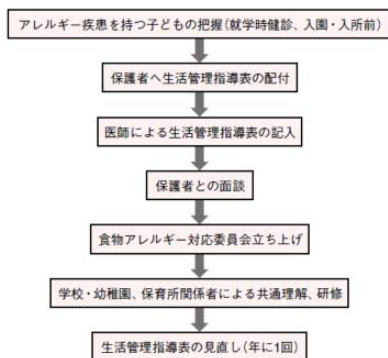 アレルギー疾患を持つ子どもの把握(就学時健診、入園・入所前)
保護者へ生活管理指導表の配付
医師による生活管理指導表の記入
保護者との面談
食物アレルギー対応委員会立ち上げ
学校・幼稚園、保育所関係者による共通理解、研修
生活管理指導表の見直し(年に1回)